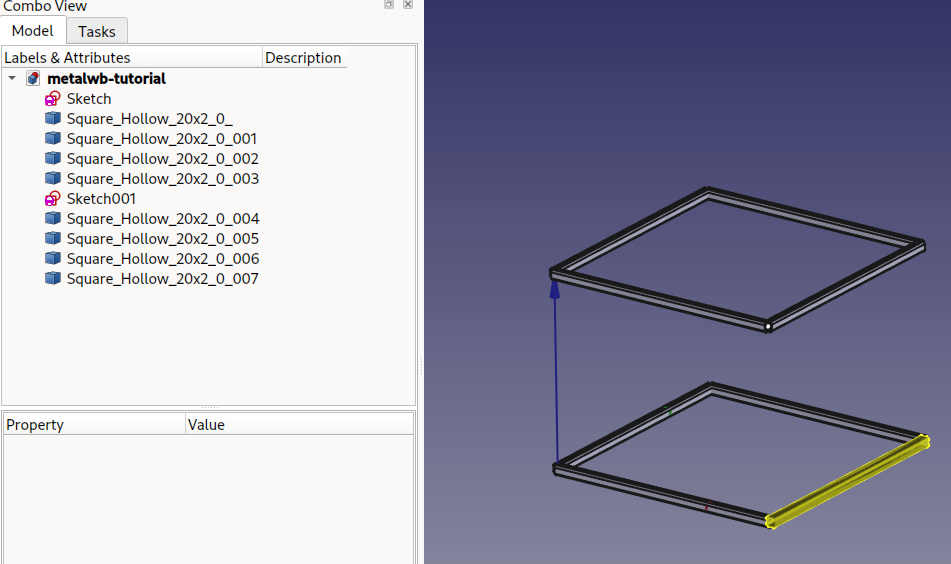 Combo View
Model Tasks
Labels & Attributes Description
metalwb-tutorial
Sketch
Square_Hollow_20x2_0_
Square_Hollow_20x2_0_001
Square_Hollow_20x2_0_002
Square_Hollow_20x2_0_003
Sketch001
Square_Hollow_20x2_0_004
Square_Hollow_20x2_0_005
Square_Hollow_20x2_0_006
Square_Hollow_20x2_0_007
Property Value